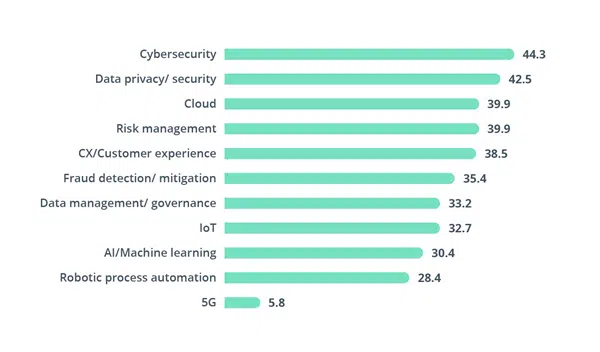 Cybersecurity 44.3
Data privacy/ security 42.5
Cloud 39.9
Risk management 39.9
CX/Customer experience 38.5
Fraud detection/ mitigation 35.4
Data management/ governance 33.2
IoT 32.7
AI/Machine learning 30.4
Robotic process automation 28.4
5G 5.8